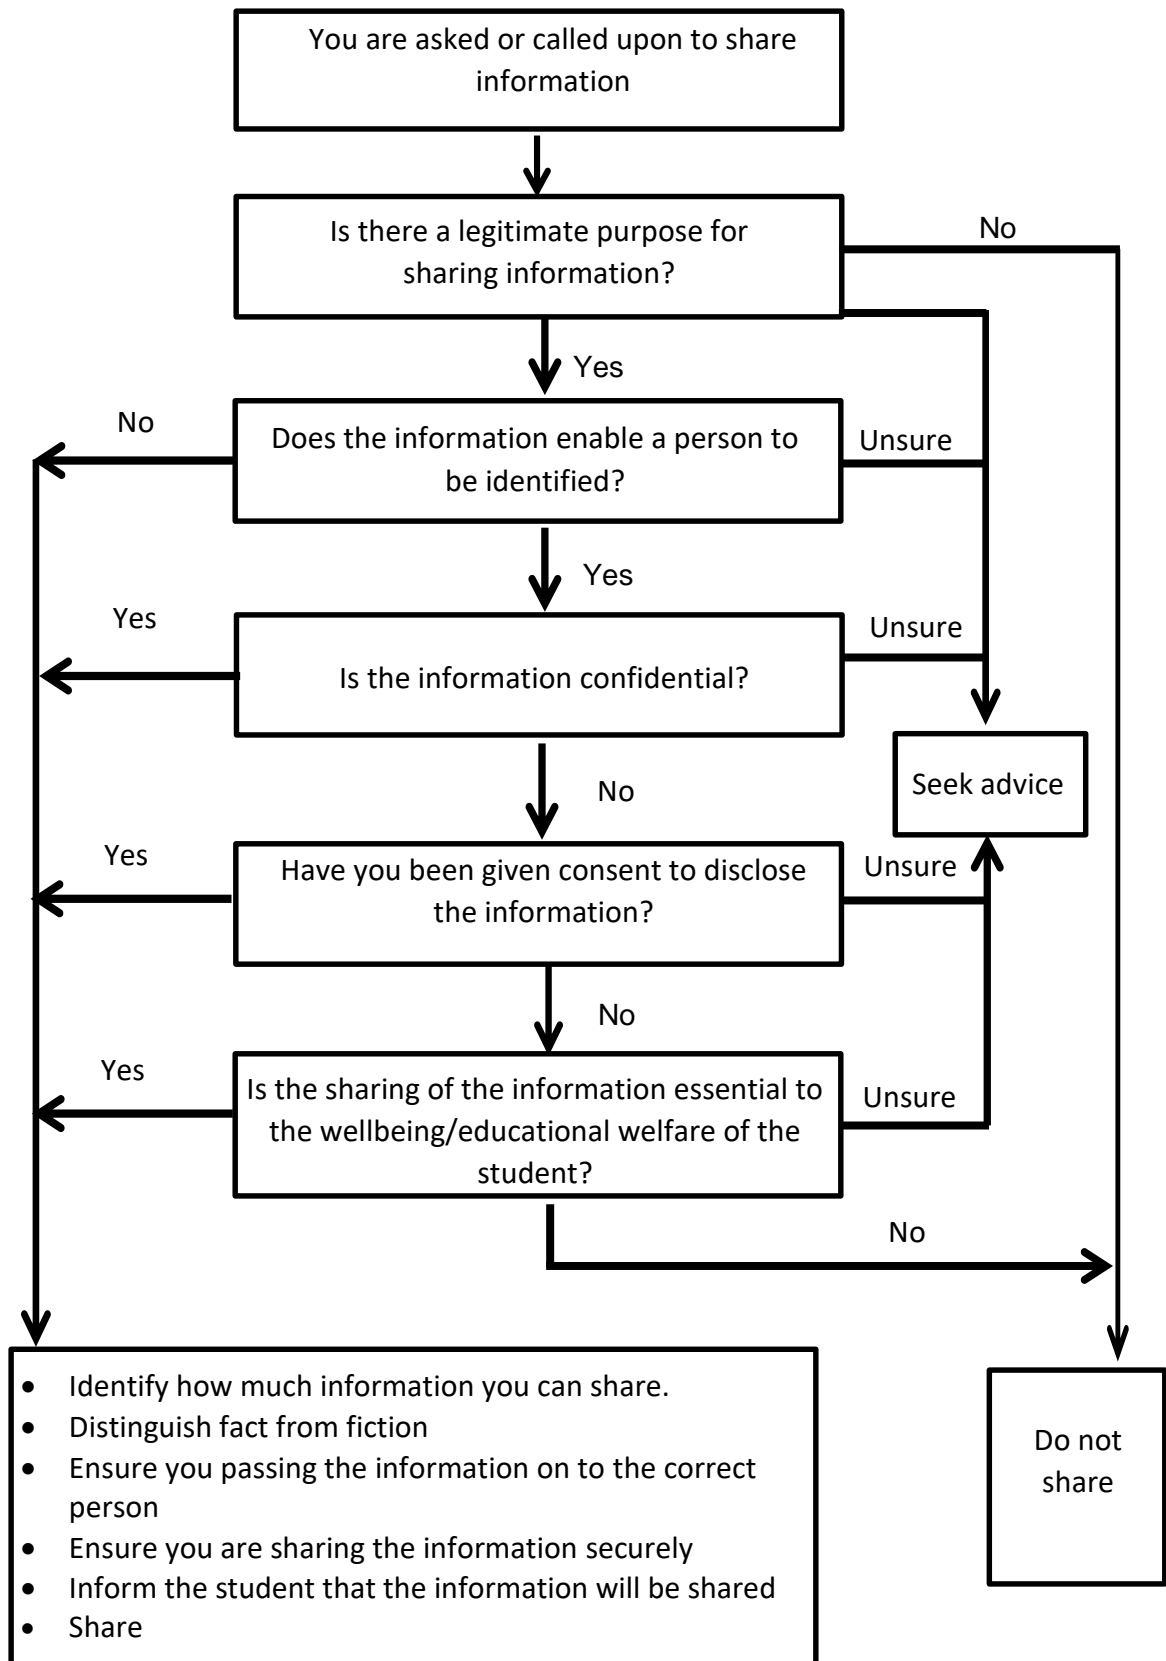 You are asked or called upon to share
information
Is there a legitimate purpose for
sharing information?
No
Yes
No
Does the information enable a person to
be identified?
Unsure
Yes
Yes
Is the information confidential?
Unsure
Seek advice
No
Yes
Have you been given consent to disclose
the information?
Unsure
No
Yes
Is the sharing of the information essential to
the wellbeing/educational welfare of the
student?
Unsure
No
• Identify how much information you can share.
• Distinguish fact from fiction
• Ensure you passing the information on to the correct
person
• Ensure you are sharing the information securely
• Inform the student that the information will be shared
• Share
Do not
share